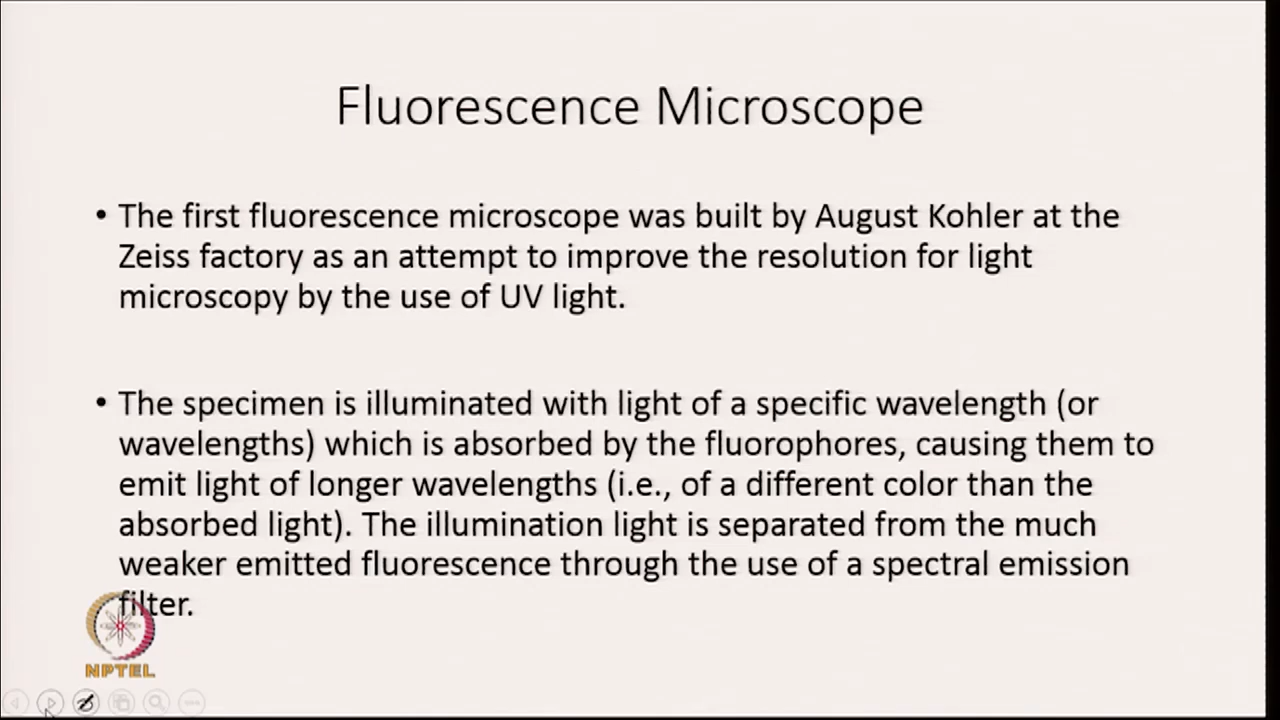 Fluorescence Microscope
• The first fluorescence microscope was built by August Kohler at the
Zeiss factory as an attempt to improve the resolution for light
microscopy by the use of UV light.
• The specimen is illuminated with light of a specific wavelength (or
wavelengths) which is absorbed by the fluorophores, causing them to
emit light of longer wavelengths (i.e., of a different color than the
absorbed light). The illumination light is separated from the much
weaker emitted fluorescence through the use of a spectral emission
filter.
NPTEL